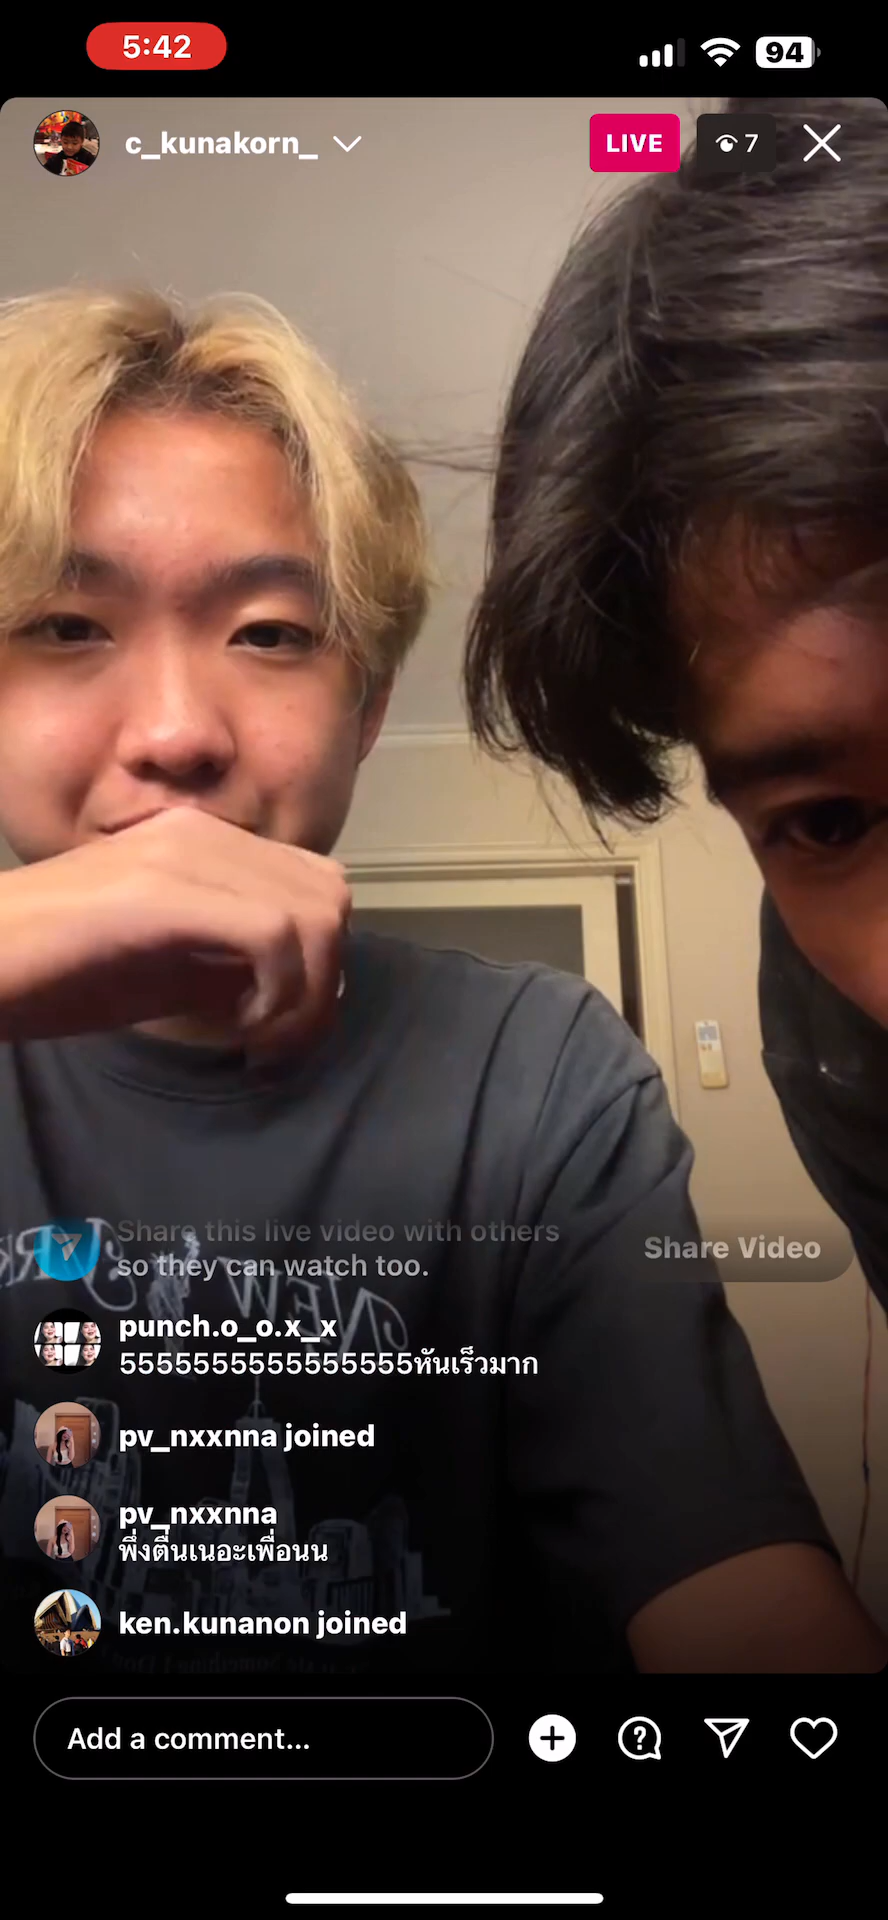 5:42
94
c_kunakorn_
LIVE
7
Share this live video with others
so they can watch too.
Share Video
NEW
punch.o_o.x_x
5555555555555555หันเร็วมาก
pv_nxxnna joined
pv_nxxnna
พึ่งตื่นเนอะเพื่อนน
ken.kunanon joined
Add a comment...